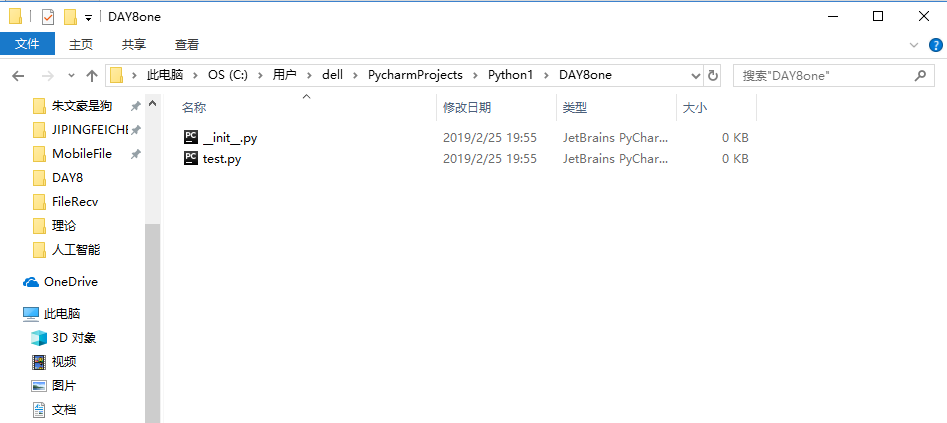 DAY8one
文件 主页 共享 查看
此电脑 OS (C:) 用户 dell PycharmProjects Python1 DAY8one 搜索"DAY8one"
名称 修改日期 类型 大小
朱文豪是狗
JIPINGFEICHE
MobileFile
DAY8
FileRecv
理论
人工智能
OneDrive
此电脑
3D 对象
视频
图片
文档
__init__.py 2019/2/25 19:55 JetBrains PyChar... 0 KB
test.py 2019/2/25 19:55 JetBrains PyChar... 0 KB